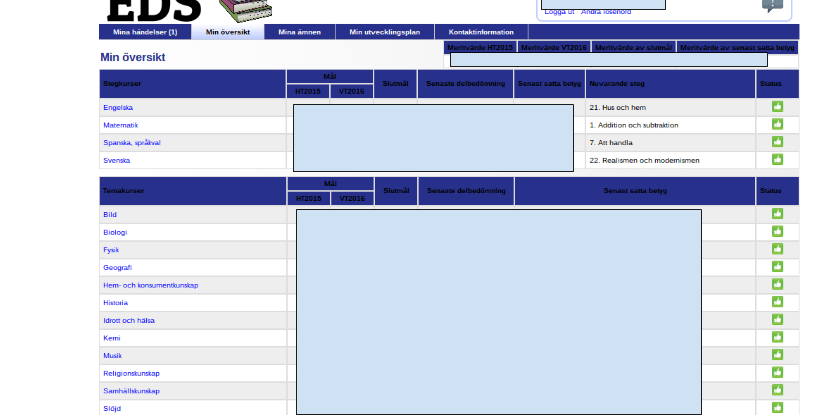 EDS
Logga ut Ändra lösenord
Mina händelser (1) Min översikt Mina ämnen Min utvecklingsplan Kontaktinformation
Meritvärde HT2015 Meritvärde VT2016 Meritvärde av slutmål Meritvärde av senast satta betyg
Min översikt
Stegkurser Mål Slutmål Senaste delbedömning Senast satta betyg Nuvarande steg Status
HT2015 VT2016
Engelska 21. Hus och hem
Matematik 1. Addition och subtraktion
Spanska, språkval 7. Att handla
Svenska 22. Realismen och modernismen
Temakurser Mål Slutmål Senaste delbedömning Senast satta betyg Status
HT2015 VT2016
Bild
Biologi
Fysik
Geografi
Hem- och konsumentkunskap
Historia
Idrott och hälsa
Kemi
Musik
Religionskunskap
Samhällskunskap
Slöjd